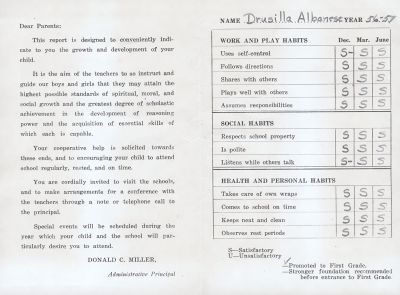 Dear Parents:
This report is designed to conveniently indi-
cate to you the growth and development of your
child.
It is the aim of the teachers to so instruct and
guide our boys and girls that they may attain the
highest possible standards of spiritual, moral, and
social growth and the greatest degree of scholastic
achievement in the development of reasoning
power and the acquisition of essential skills of
which each is capable.
Your cooperative help is solicited towards
these ends, and to encouraging your child to attend
school regularly, rested, and on time.
You are cordially invited to visit the schools,
and to make arrangements for a conference with
the teachers through a note or telephone call to
the principal.
Special events will be scheduled during the
year which your child and the school will par-
ticularly desire you to attend.
DONALD C. MILLER,
Administrative Principal
NAME Drusilla Albanese YEAR 56-57
WORK AND PLAY HABITS Dec. Mar. June
Uses self-control S- S S
Follows directions S S S
Shares with others S S S
Plays well with others S S S
Assumes responsibilities S S S
SOCIAL HABITS
Respects school property S S S
Is polite S S S
Listens while others talk S- S S
HEALTH AND PERSONAL HABITS
Takes care of own wraps S S S
Comes to school on time S S S
Keeps neat and clean S S S
Observes rest periods S S S
S—Satisfactory
U—Unsatisfactory
✓Promoted to First Grade.
—Stronger foundation recommended
before entrance to First Grade.